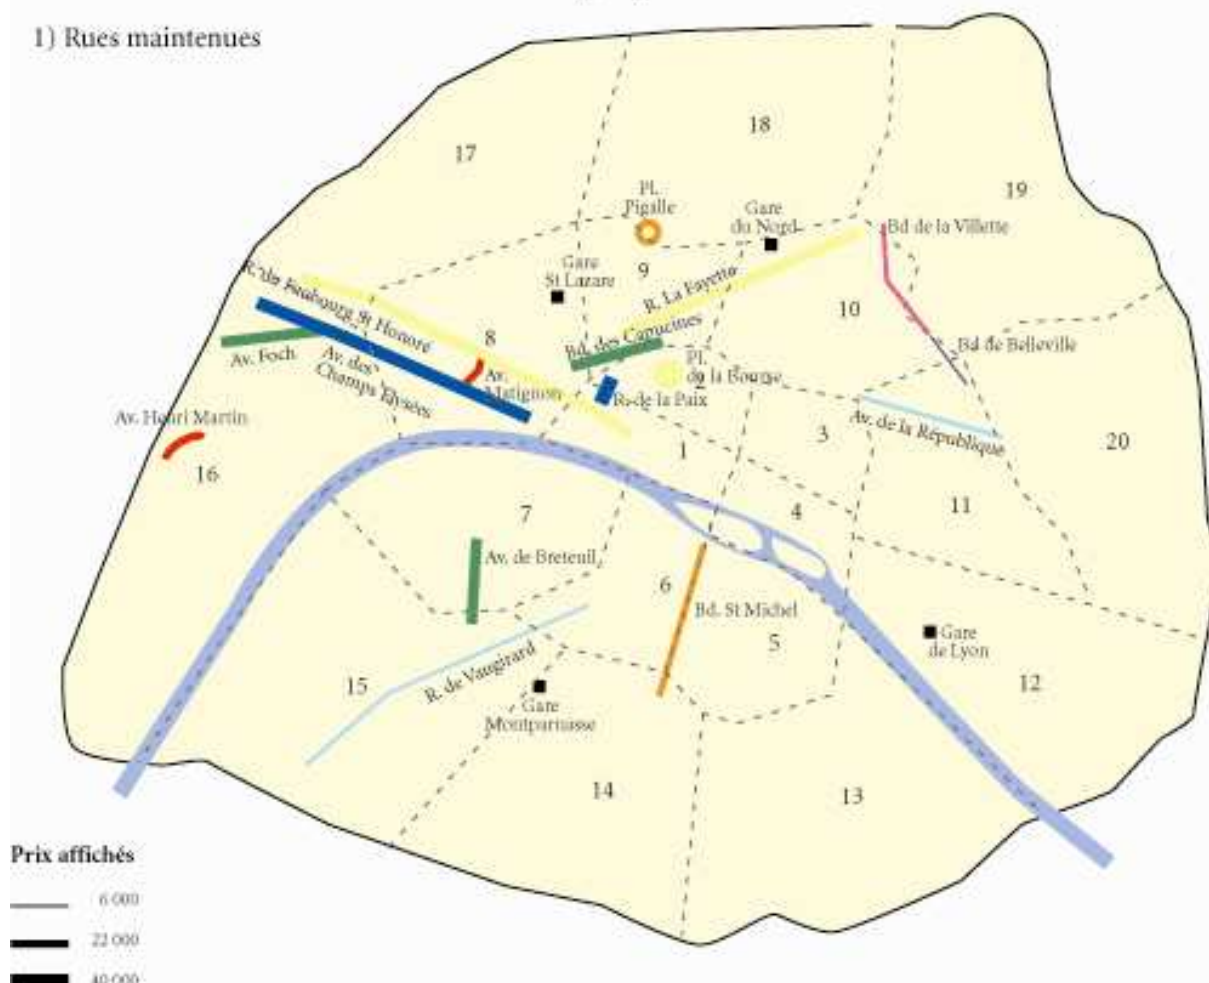 1) Rues maintenues
18
17
19
Pl.
Pigalle
Gare
du Nord
Bd de la Villette
Gare
St Lazare
9
R. La Fayette
R. du Faubourg St Honoré
10
8
Bd. des Capucines
Av. Foch
Av. des
Champs Elysées
Av.
Matignon
Pl.
de la Bourse
2
Bd de Belleville
R. de la Paix
Av. Henri Martin
16
Av. de la République
3
20
1
7
4
11
Av. de Breteuil
6
Bd. St Michel
5
Gare
de Lyon
12
15
R. de Vaugirard
Gare
Montparnasse
14
13
Prix affichés
6 000
22 000
40 000